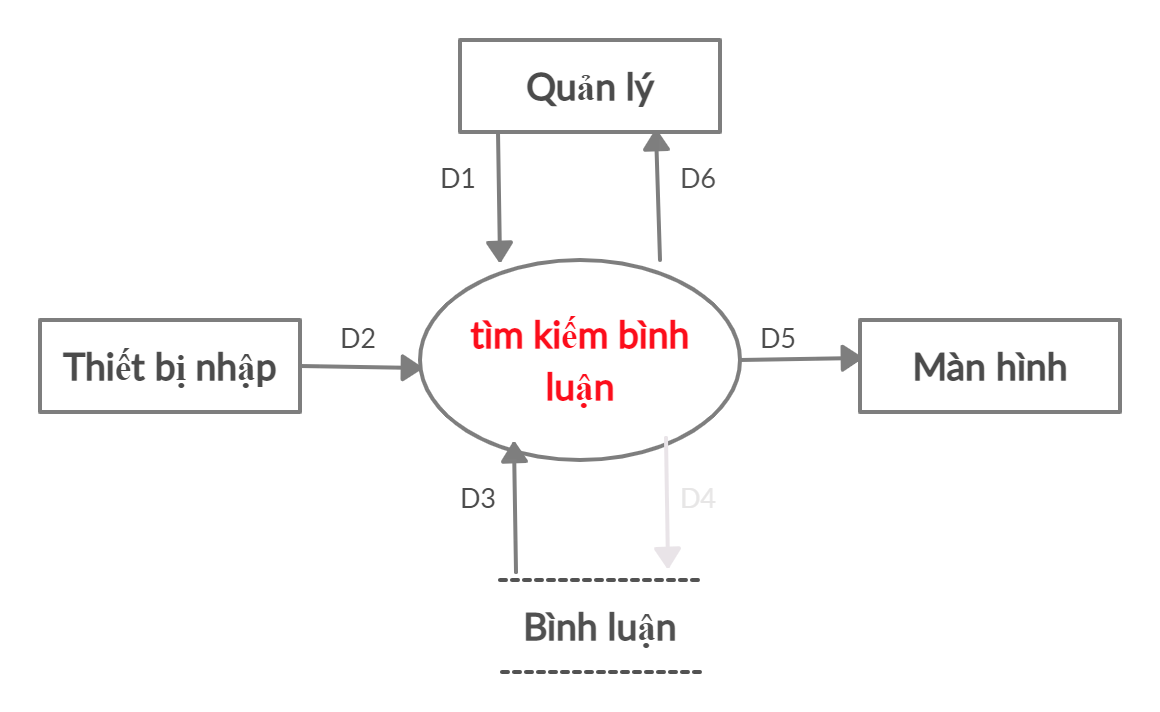 Quản lý
D1
D6
tìm kiếm bình
luận
Thiết bị nhập
D2
D5
Màn hình
D3
D4
Bình luận